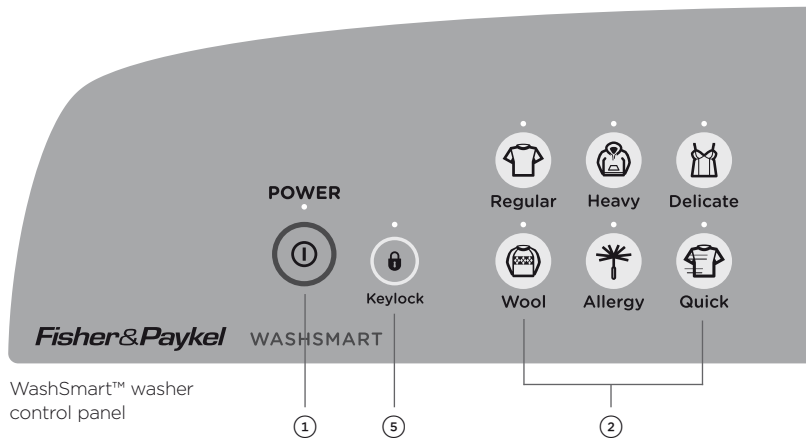 POWER
Regular Heavy Delicate
Keylock
Wool Allergy Quick
Fisher&Paykel WASHSMART
WashSmart™ washer
control panel
1 5 2